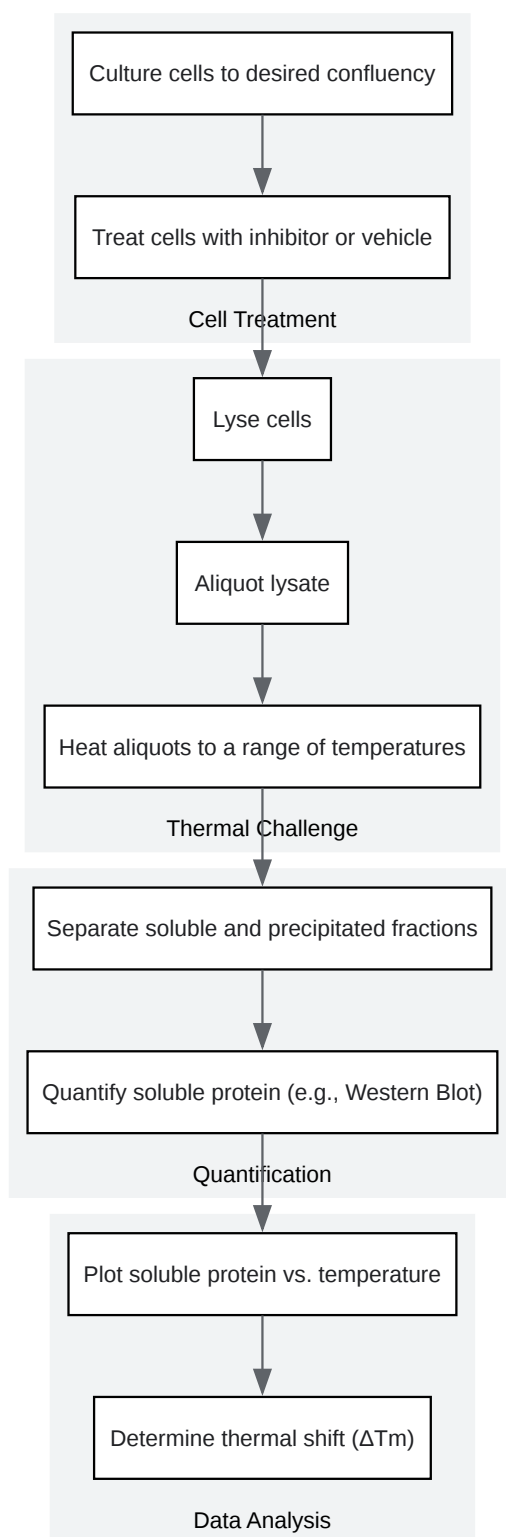 Culture cells to desired confluency
Treat cells with inhibitor or vehicle
Cell Treatment
Lyse cells
Aliquot lysate
Heat aliquots to a range of temperatures
Thermal Challenge
Separate soluble and precipitated fractions
Quantify soluble protein (e.g., Western Blot)
Quantification
Plot soluble protein vs. temperature
Determine thermal shift (ΔTm)
Data Analysis